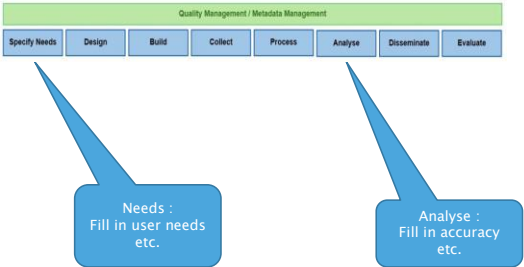 Quality Management / Metadata Management
Specify Needs
Design
Build
Collect
Process
Analyse
Disseminate
Evaluate
Needs :
Fill in user needs
etc.
Analyse :
Fill in accuracy
etc.